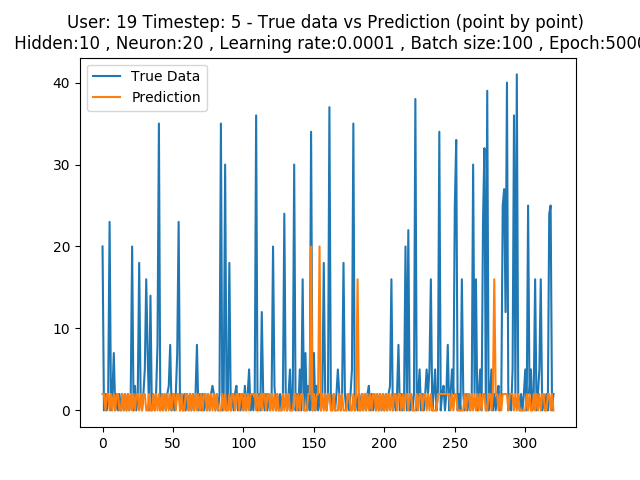 User: 19 Timestep: 5 - True data vs Prediction (point by point)
Hidden:10 , Neuron:20 , Learning rate:0.0001 , Batch size:100 , Epoch:5000
True Data
Prediction
40
30
20
10
0
0 50 100 150 200 250 300